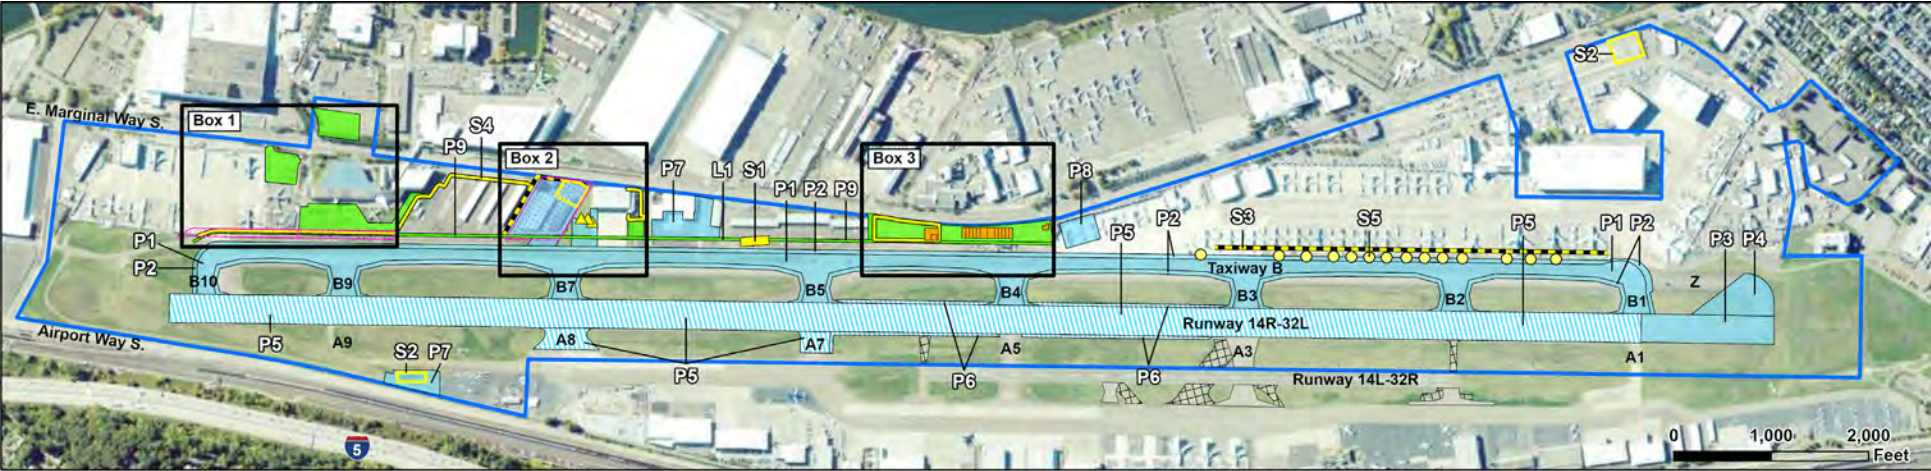 S2
E. Marginal Way S.
Box 1
S4
P9
Box 2
P7
L1
S1
P1
P2
P9
Box 3
P8
P2
S3
S5
P5
P1
P2
P3
P4
P1
P2
P5
Taxiway B
Z
B10
B9
B7
B5
B4
B3
B2
B1
Runway 14R-32L
Airport Way S.
P5
A9
A8
A7
A5
A3
A1
S2
P7
P5
P6
P6
Runway 14L-32R
5
0 1,000 2,000
Feet